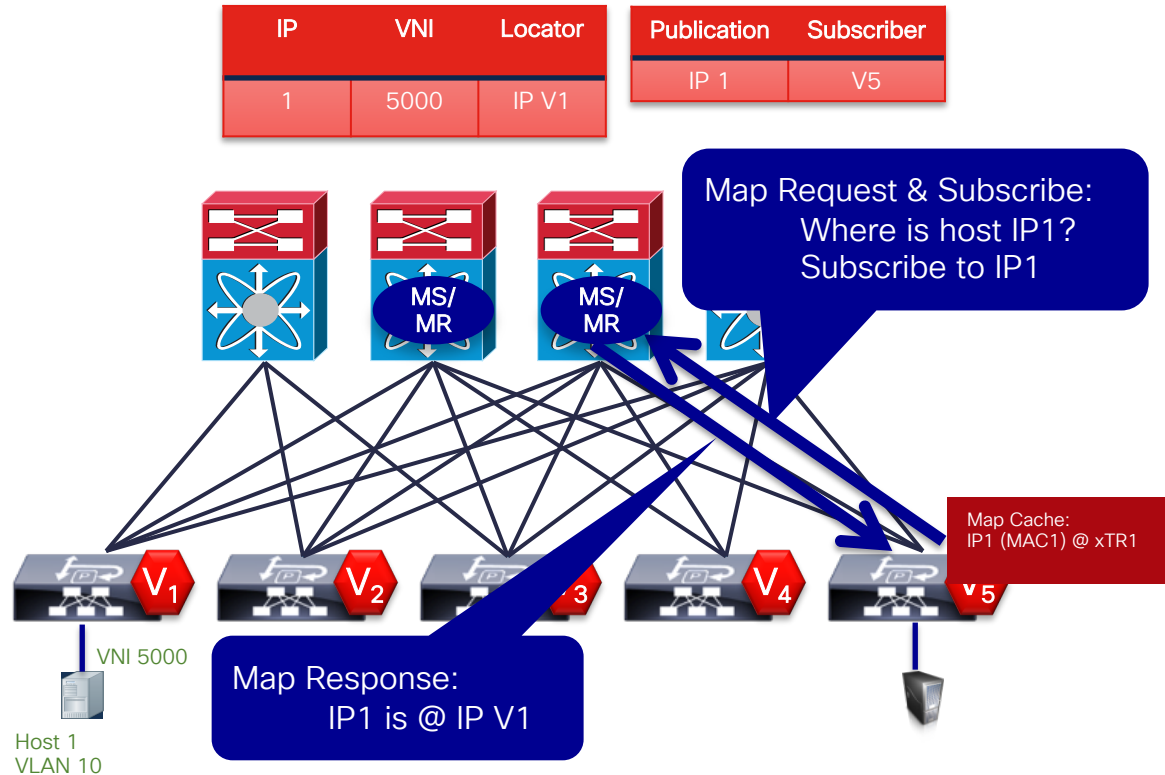 IP VNI Locator
1 5000 IP V1
Publication Subscriber
IP 1 V5
Map Request & Subscribe:
Where is host IP1?
Subscribe to IP1
MS/
MR
MS/
MR
Map Cache:
IP1 (MAC1) @ xTR1
V1
V2
3
V4
V5
P
P
P
P
P
VNI 5000
Map Response:
IP1 is @ IP V1
Host 1
VLAN 10